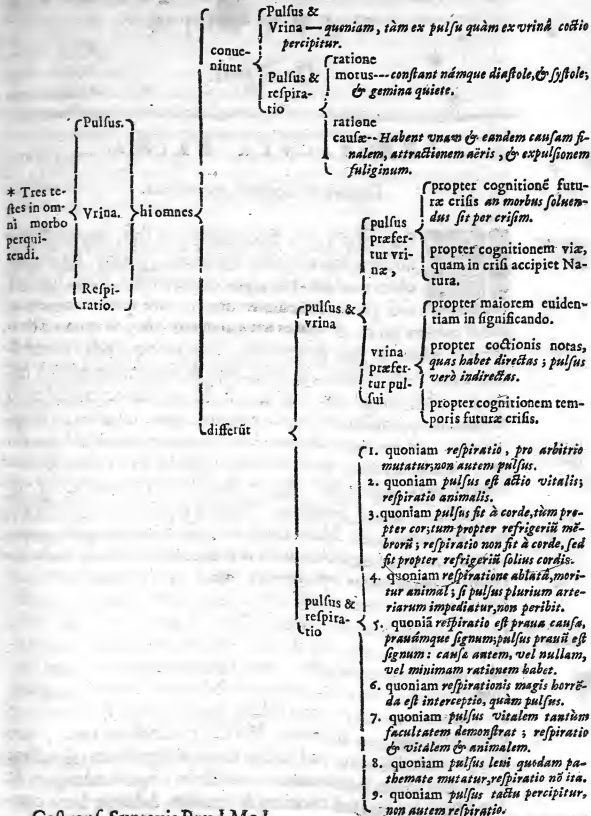 * Tres te-
stes in om-
ni morbo
perqui-
rendi.
Pulſus.
Vrina.
Reſpi-
ratio.
hi omnes
conue-
niunt
Pulſus &
Vrina — quoniam, tàm ex pulſu quàm ex vrinâ coctio
percipitur.
Pulſus &
reſpira-
tio
ratione
motus--- conſtant námque diaſtole, & ſyſtole;
& gemina quiete.
ratione
cauſæ-- Habent vnam & eandem cauſam fi-
nalem, attractionem aëris, & expulſionem
fuliginum.
differūt
pulſus &
vrina
pulſus
præfer-
tur vri-
næ,
propter cognitionē futu-
ræ criſis an morbus ſoluen-
dus ſit per criſim.
propter cognitionem viæ,
quam in criſi accipiet Na-
tura.
vrina
præfer-
tur pul-
ſui
propter maiorem euiden-
tiam in ſignificando.
propter coctionis notas,
quas habet directas; pulſus
verò indirectas.
propter cognitionem tem-
poris futuræ criſis.
pulſus &
reſpira-
tio
1. quoniam reſpiratio, pro arbitrio
mutatur; non autem pulſus.
2. quoniam pulſus eſt actio vitalis;
reſpiratio animalis.
3. quoniam pulſus fit à corde, tùm pro-
pter cor; tum propter refrigeriū mē-
brorū; reſpiratio non fit à corde, ſed
fit propter refrigeriū ſolius cordis.
4. quoniam reſpiratione ablatâ, mori-
tur animal; ſi pulſus plurium arte-
riarum impediatur, non peribit.
5. quoniā reſpiratio eſt praua cauſa,
prauúmque ſignum; pulſus prauū eſt
ſignum: cauſæ autem, vel nullam,
vel minimam rationem habet.
6. quoniam reſpirationis magis horrē-
da eſt interceptio, quàm pulſus.
7. quoniam pulſus vitalem tantùm
facultatem demonſtrat; reſpiratio
& vitalem & animalem.
8. quoniam pulſus leui quodam pa-
themate mutatur, reſpiratio nō ita.
9. quoniam pulſus tactu percipitur,
non autem reſpiratio.